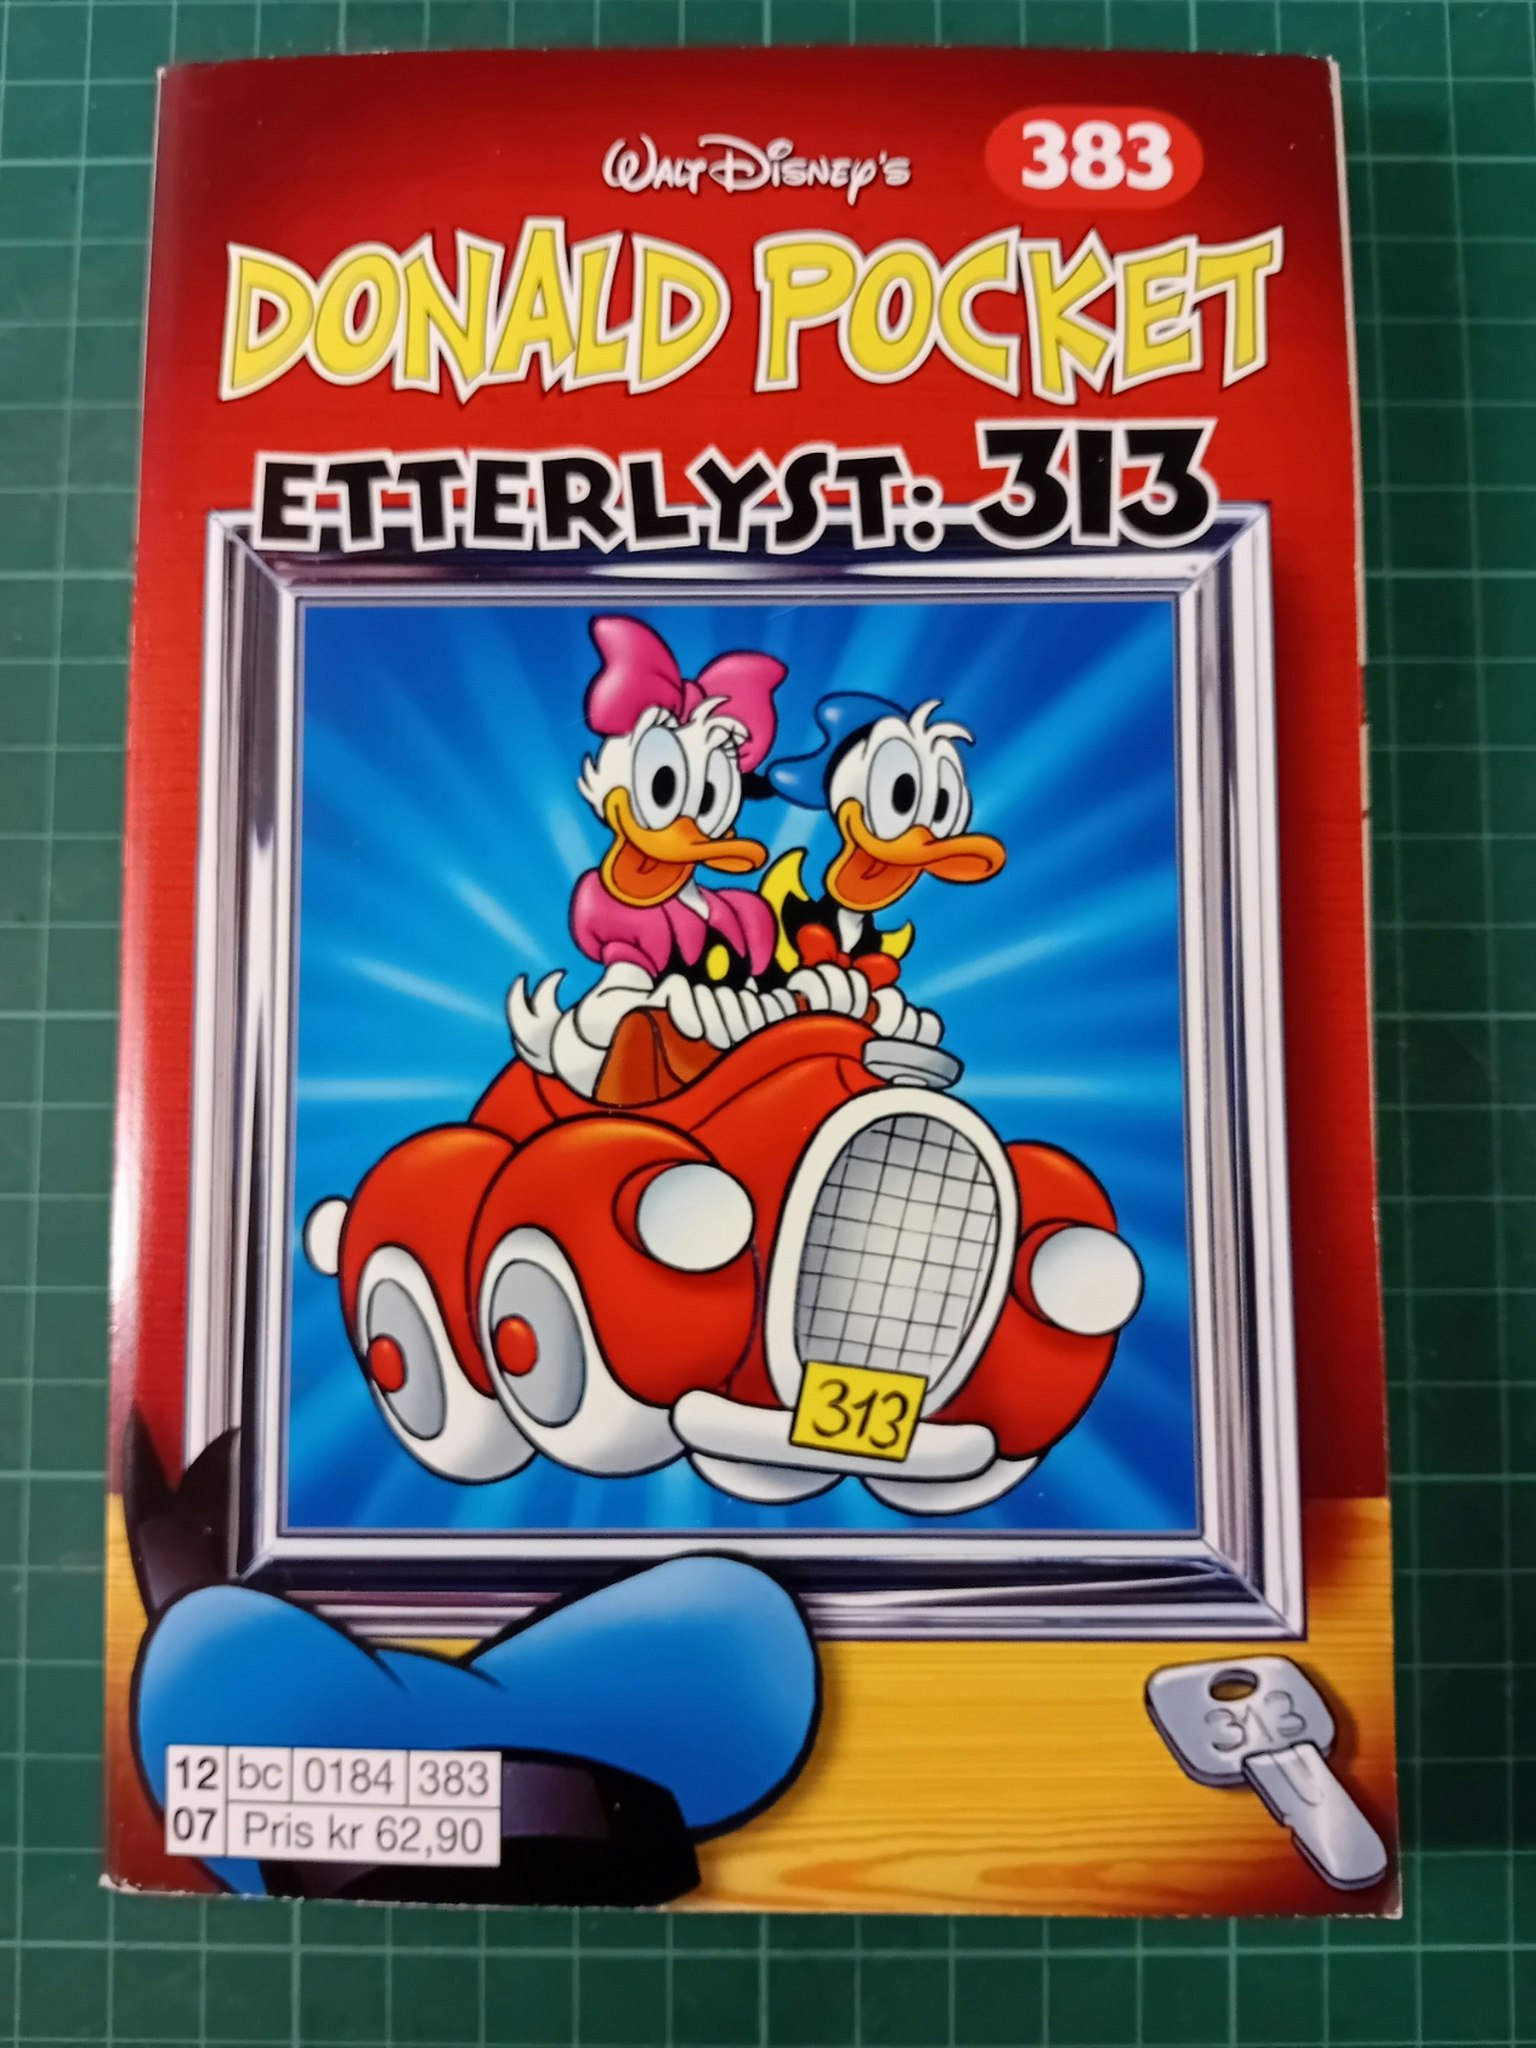 WALT DISNEY'S
383
DONALD POCKET
ETTERLYST: 313
313
313
12 bc 0184 383
07 Pris kr 62,90